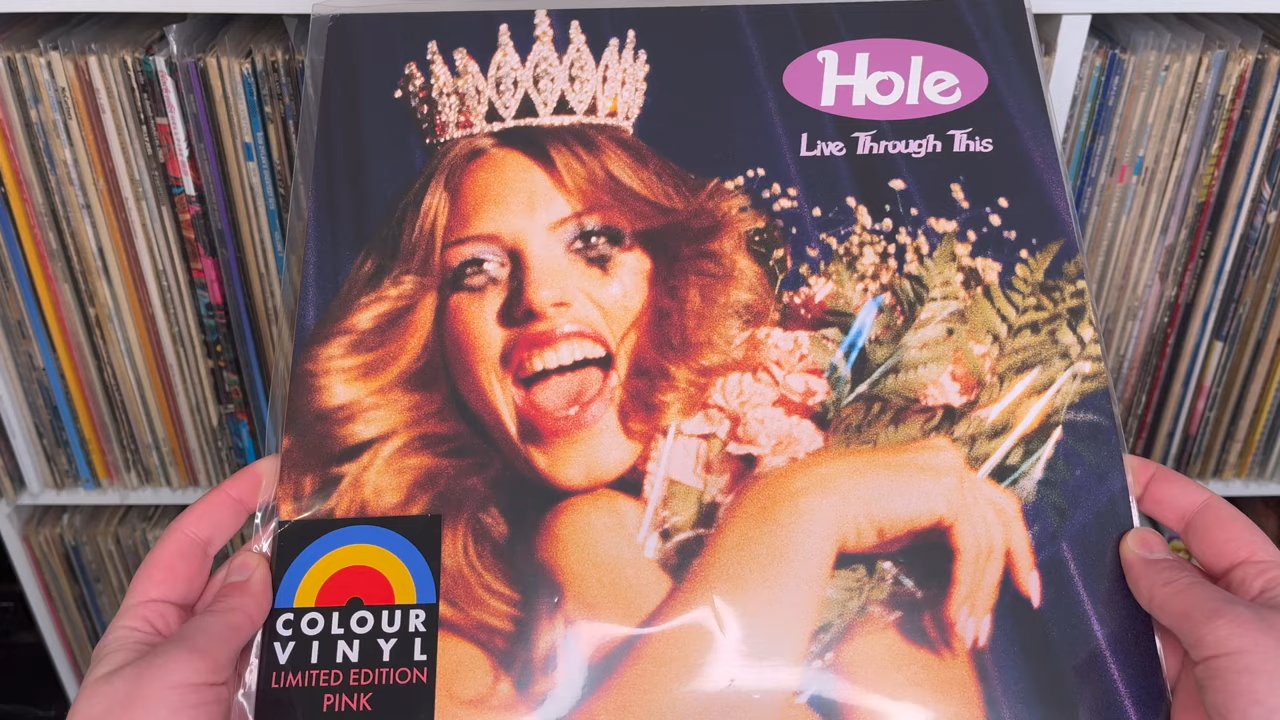 Hole
Live Through This
COLOUR
VINYL
LIMITED EDITION
PINK